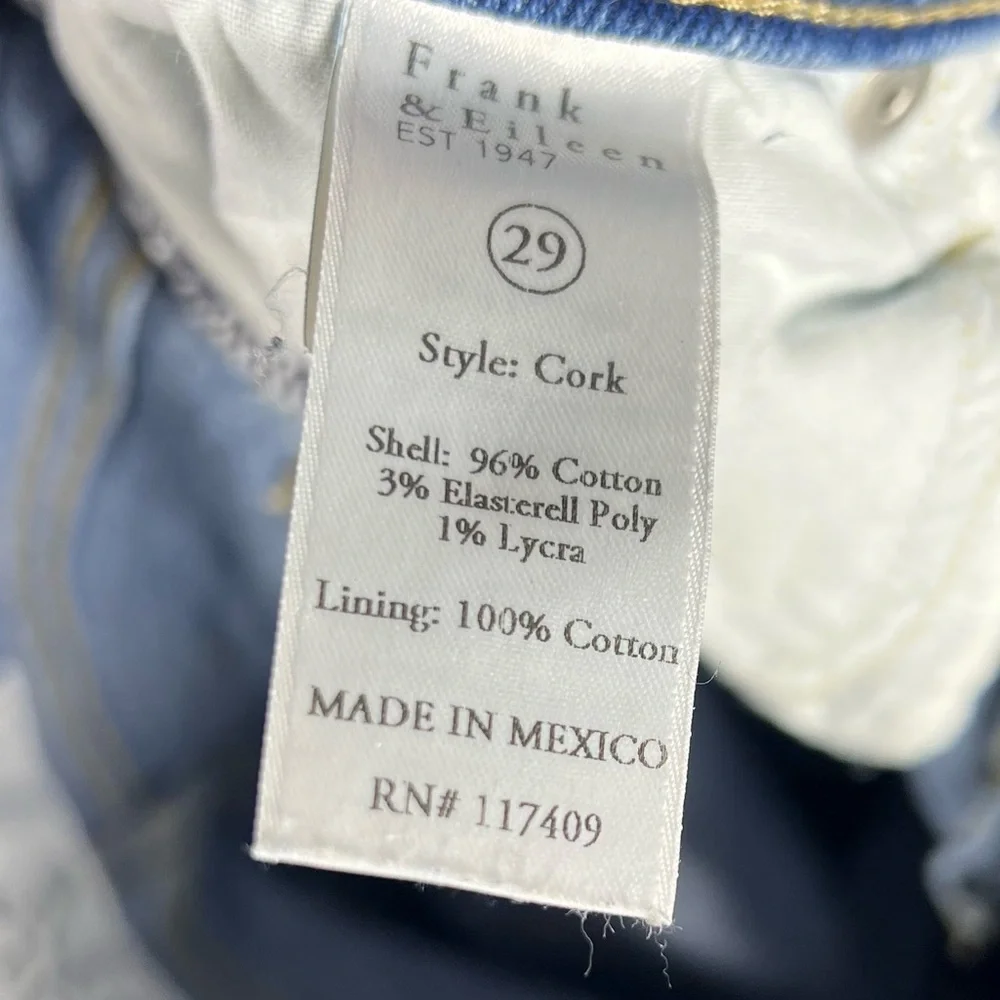 Frank
& Eileen
EST 1947
29
Style: Cork
Shell: 96% Cotton
3% Elasterell Poly
1% Lycra
Lining: 100% Cotton
MADE IN MEXICO
RN# 117409